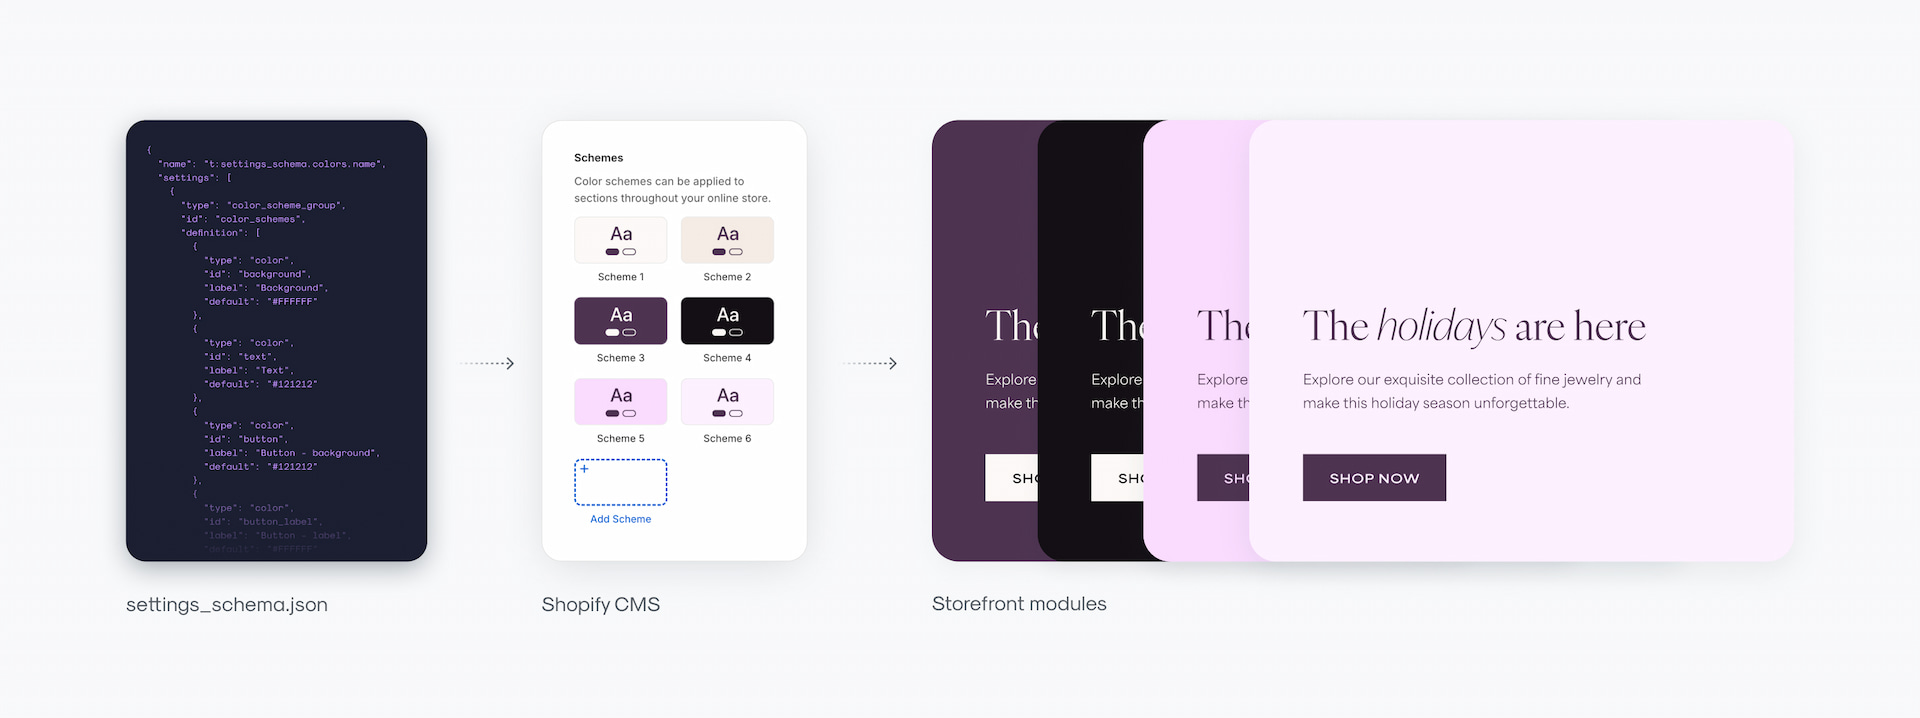 {
"name": "t:settings_schema.colors.name",
"settings": [
{
"type": "color_scheme_group",
"id": "color_schemes",
"definition": [
{
"type": "color",
"id": "background",
"label": "Background",
"default": "#FFFFFF"
},
{
"type": "color",
"id": "text",
"label": "Text",
"default": "#121212"
},
{
"type": "color",
"id": "button",
"label": "Button - background",
"default": "#121212"
},
{
"type": "color",
"id": "button_label",
"label": "Button - label",
"default": "#FFFFFF"
settings_schema.json
Schemes
Color schemes can be applied to
sections throughout your online store.
Aa
Aa
Scheme 1
Scheme 2
Aa
Aa
Scheme 3
Scheme 4
Aa
Aa
Scheme 5
Scheme 6
+
Add Scheme
Shopify CMS
The
Explore
make th
SHO
The
Explore
make th
SHO
The
Explore
make th
SHO
The holidays are here
Explore our exquisite collection of fine jewelry and
make this holiday season unforgettable.
SHOP NOW
Storefront modules